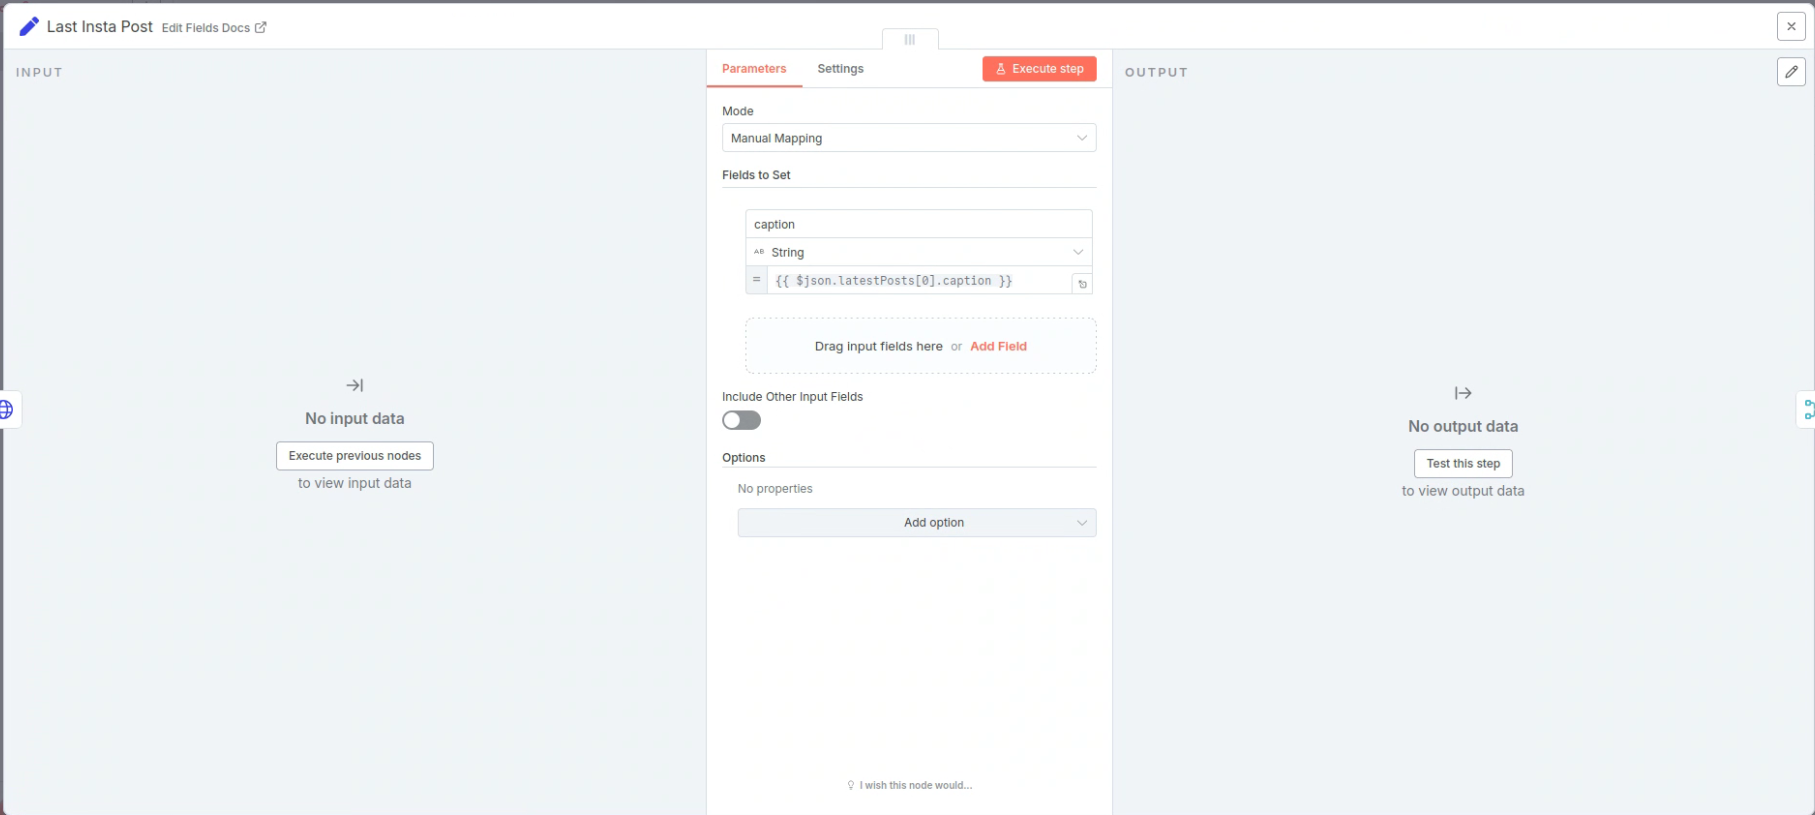 Last Insta Post Edit Fields Docs
INPUT
Parameters Settings Execute step
OUTPUT
Mode
Manual Mapping
Fields to Set
caption
AB String
= {{ $json.latestPosts[0].caption }}
Drag input fields here or Add Field
Include Other Input Fields
No input data
Execute previous nodes
to view input data
No output data
Test this step
to view output data
Options
No properties
Add option
I wish this node would...